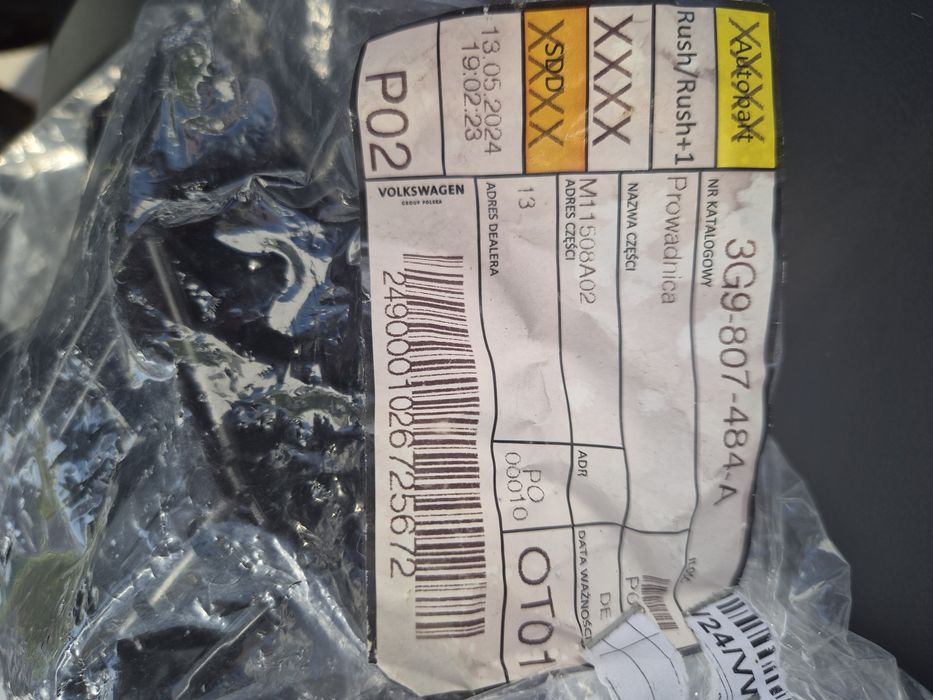 Autopart
XXXX
Rush/Rush+1
XXXX
SDD
XXXX
13.05.2024
19:02:23
P02
NR KATALOGOWY
3G9-807-484-A
NAZWA CZĘŚCI
Prowadnica
ADRES CZĘŚCI
M11508A02
ADR
DATA WAŻNOŚCI
DE
ADRES DEALERA
13
PO
00010
OT01
VOLKSWAGEN
GROUP POLSKA
2490001026725672